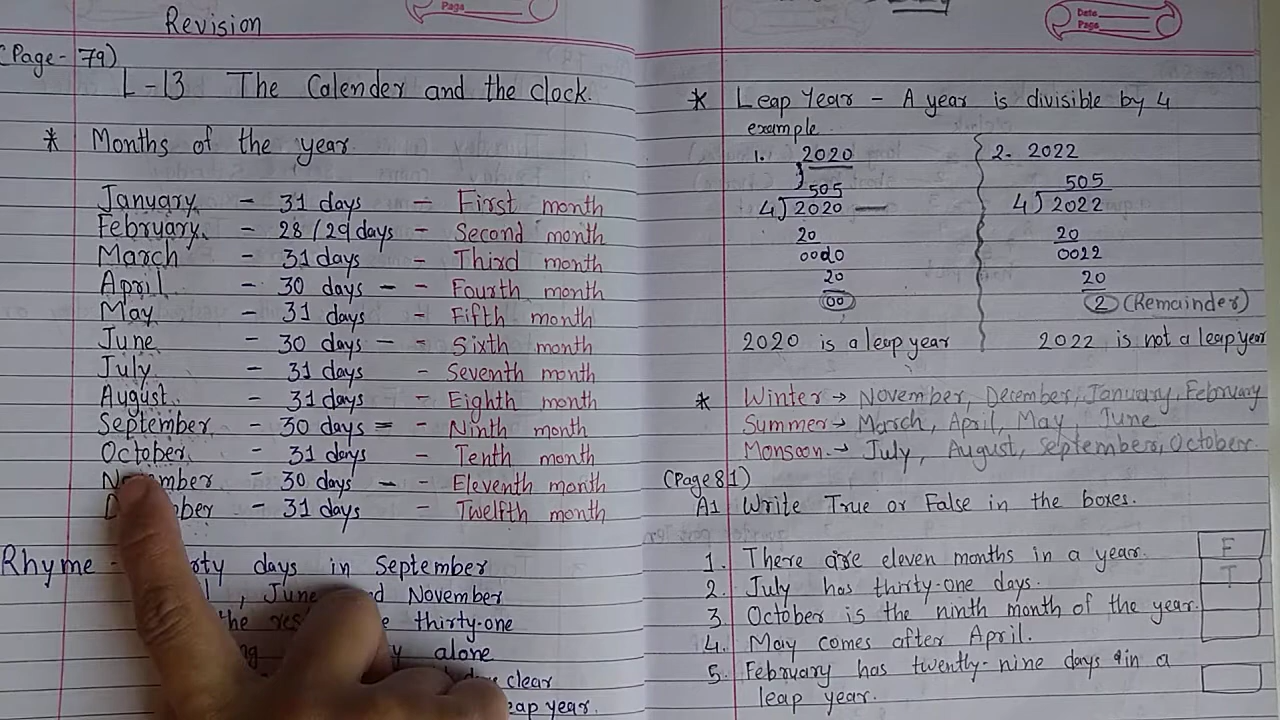 Page
Revision
(Page- 79)
L-13 The Calender and the clock.
* Months of the year
January - 31 days - First month
February. - 28/29 days - Second month
March - 31 days - Third month
April - 30 days - - Fourth month
May - 31 days - Fifth month
June - 30 days - - Sixth month
July - 31 days - Seventh month
August. - 31 days - Eighth month
September - 30 days = - Ninth month
October - 31 days - Tenth month
November - 30 days - - Eleventh month
- 31 days - Twelfth month
Rhyme - days in September
, June November
the thirty-one
alone
clear
year.
Date
Page
* Leap Year - A year is divisible by 4
example
1. 2020
505
4)2020
20
0020
20
00
2. 2022
505
4)2022
20
0022
20
2 (Remainder)
2020 is a leap year
2022 is not a leap year
* Winter → November, December, January, February
Summer → March, April, May, June
Monsoon → July, August, September, October.
(Page 81)
A1 Write True or False in the boxes.
1. There are eleven months in a year. F
2. July has thirty-one days. T
3. October is the ninth month of the year.
4. May comes after April.
5. February has twently-nine days in a
leap year.